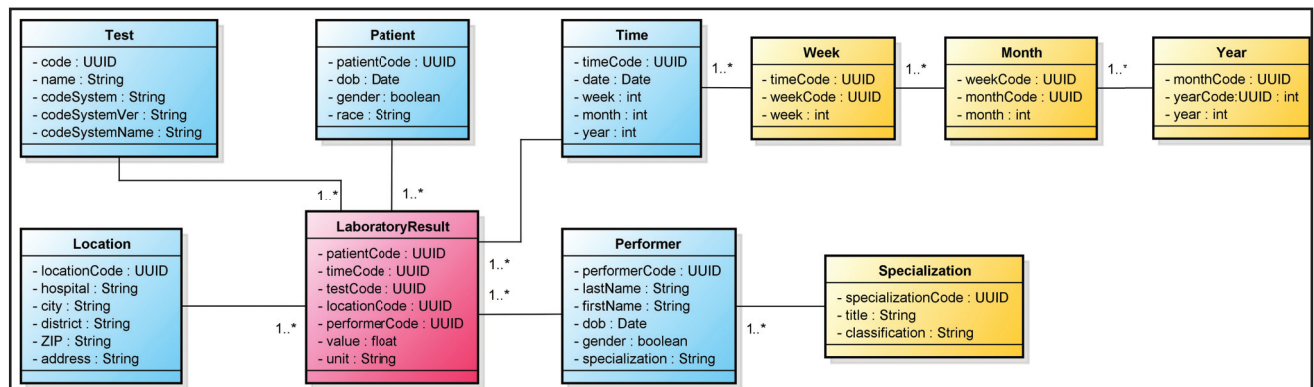 Test
- code : UUID
- name : String
- codeSystem : String
- codeSystemVer : String
- codeSystemName : String
Patient
- patientCode : UUID
- dob : Date
- gender : boolean
- race : String
Time
- timeCode : UUID
- date : Date
- week : int
- month : int
- year : int
1..*
Week
- timeCode : UUID
- weekCode : UUID
- week : int
1..*
Month
- weekCode : UUID
- monthCode : UUID
- month : int
1..*
Year
- monthCode : UUID
- yearCode:UUID : int
- year : int
1..*
1..*
Location
- locationCode : UUID
- hospital : String
- city : String
- district : String
- ZIP : String
- address : String
1..*
LaboratoryResult
- patientCode : UUID
- timeCode : UUID
- testCode : UUID
- locationCode : UUID
- performerCode : UUID
- value : float
- unit : String
1..*
1..*
Performer
- performerCode : UUID
- lastName : String
- firstName : String
- dob : Date
- gender : boolean
- specialization : String
1..*
Specialization
- specializationCode : UUID
- title : String
- classification : String